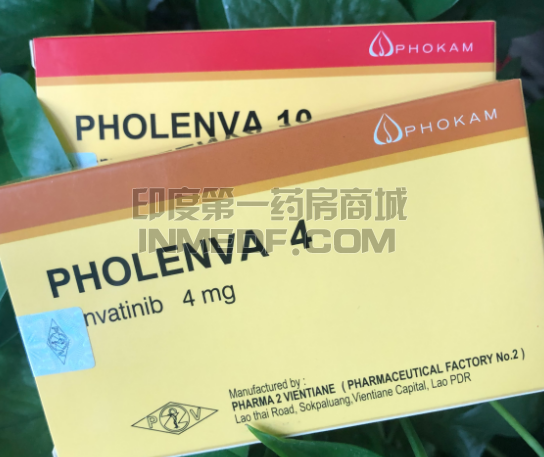 PHOKAM
PHOLENVA 10
PHOKAM
印度第一药房商城
INMEDF.COM
PHOLENVA 4
nvatinib 4 mg
Manufactured by :
PHARMA 2 VIENTIANE ( PHARMACEUTICAL FACTORY No.2 )
Lao thai Road, Sokpaluang,Vientiane Capital, Lao PDR
P V